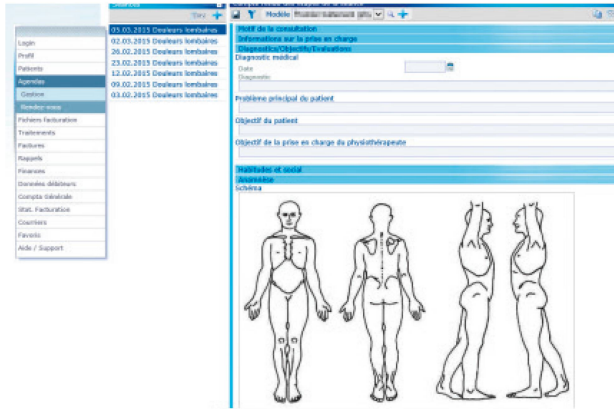 Login
Profil
Patients
Agendas
Gestion
Rendez-vous
Fichiers facturation
Traitements
Factures
Rappels
Finances
Données débiteurs
Compta Générale
Stat. Facturation
Courriers
Favoris
Aide / Support
03.03.2015 Douleurs lombaires
02.03.2015 Douleurs lombaires
26.02.2015 Douleurs lombaires
23.02.2015 Douleurs lombaires
12.02.2015 Douleurs lombaires
09.02.2015 Douleurs lombaires
03.02.2015 Douleurs lombaires
Modèle
Motif de la consultation
Informations sur la prise en charge
Diagnostics/Objectifs/Evaluations
Diagnostic médical
Date
Diagnostic
Problème principal du patient
Objectif du patient
Objectif de la prise en charge du physiothérapeute
Habitudes et social
Anamnèse
Schéma